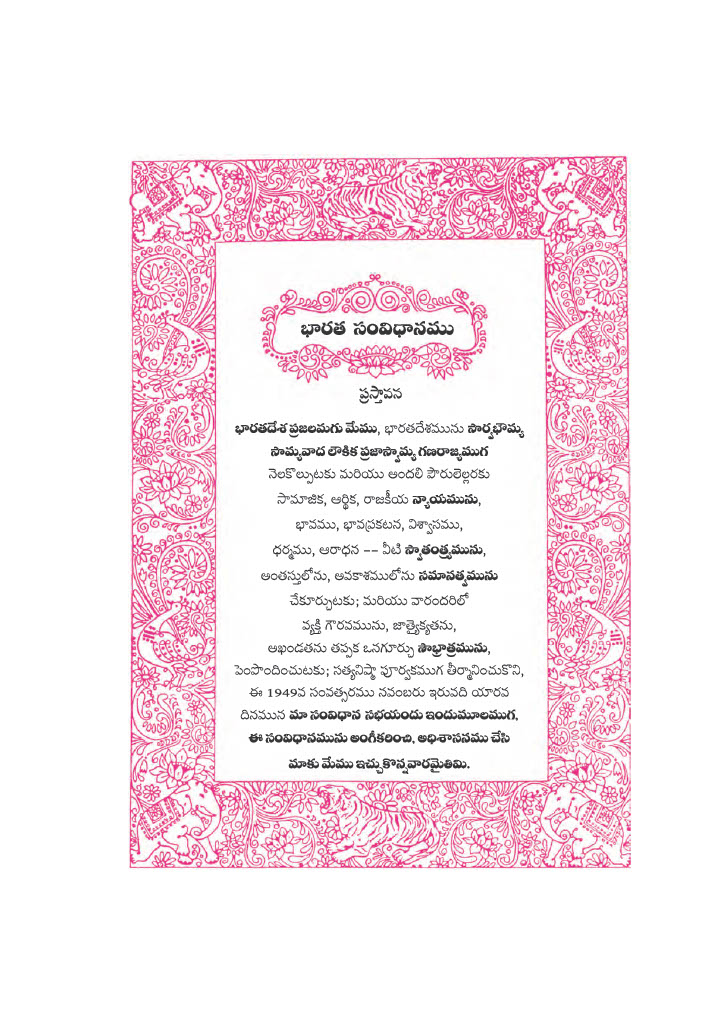 భారత సంవిధానము
ప్రస్తావన
భారతదేశ ప్రజలమగు మేము, భారతదేశమును సార్వభౌమ్య
సామ్యవాద లౌకిక ప్రజాస్వామ్య గణరాజ్యముగ
నెలకొల్పుటకు మరియు అందలి పౌరులెల్లరకు
సామాజిక, ఆర్థిక, రాజకీయ న్యాయమును,
భావము, భావప్రకటన, విశ్వాసము,
ధర్మము, ఆరాధన –– వీటి స్వాతంత్ర్యమును,
అంతస్తులోను, అవకాశములోను సమానత్వమును
చేకూర్చుటకు; మరియు వారందరిలో
వ్యక్తి గౌరవమును, జాత్యైక్యతను,
అఖండతను తప్పక ఒనగూర్చు సౌభ్రాత్రమును,
పెంపొందించుటకు; సత్యనిష్ఠా పూర్వకముగ తీర్మానించుకొని,
ఈ 1949వ సంవత్సరము నవంబరు ఇరువది యారవ
దినమున మా సంవిధాన సభయందు ఇందుమూలముగ,
ఈ సంవిధానమును అంగీకరించి, అధిశాసనము చేసి
మాకు మేము ఇచ్చుకొన్నవారమైతిమి.